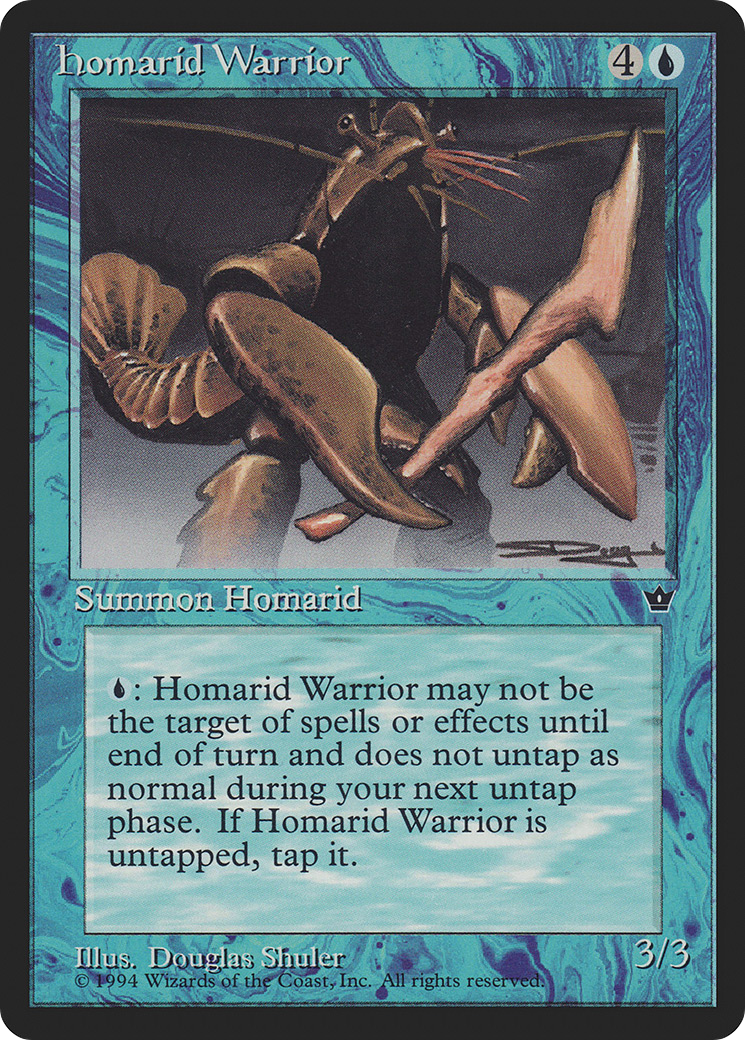 Homarid Warrior 4
Summon Homarid
: Homarid Warrior may not be
the target of spells or effects until
end of turn and does not untap as
normal during your next untap
phase. If Homarid Warrior is
untapped, tap it.
Illus. Douglas Shuler
3/3
© 1994 Wizards of the Coast, Inc. All rights reserved.